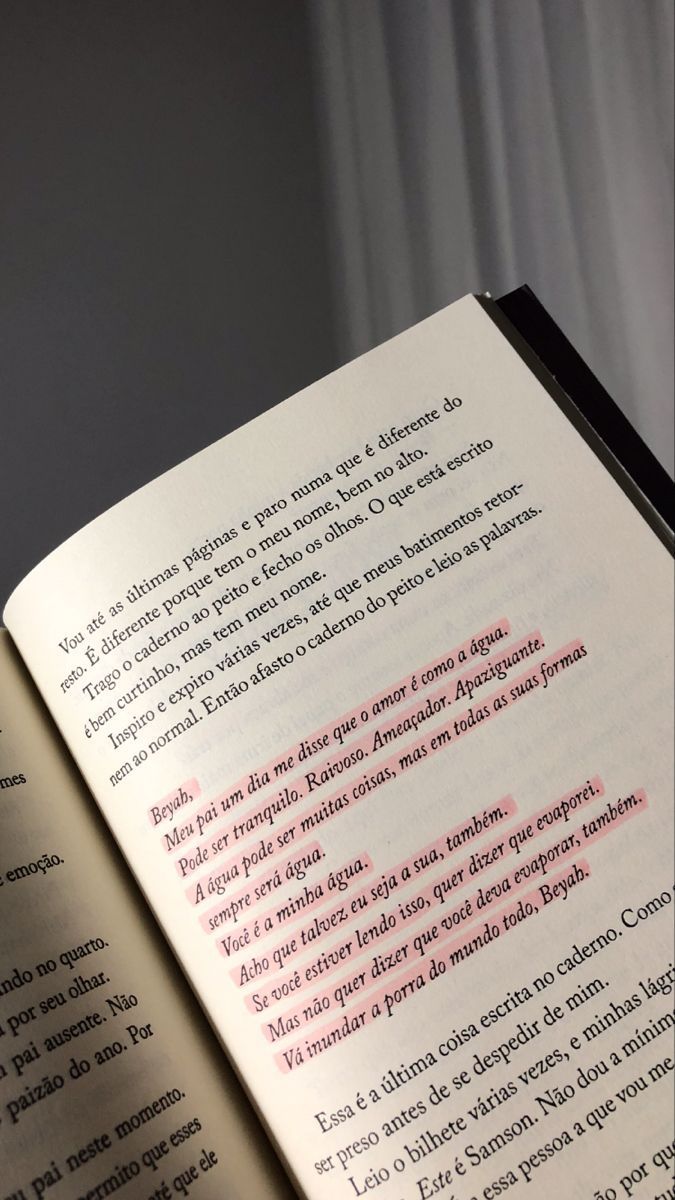 mes
emoção.
ndo no quarto.
por seu olhar.
pai ausente. Não
paizão do ano. Por
pai neste momento.
permito que esses
até que ele
Vou até as últimas páginas e paro numa que é diferente do
resto. É diferente porque tem o meu nome, bem no alto.
Trago o caderno ao peito e fecho os olhos. O que está escrito
é bem curtinho, mas tem meu nome.
Inspiro e expiro várias vezes, até que meus batimentos retor-
nem ao normal. Então afasto o caderno do peito e leio as palavras.
Beyah,
Meu pai um dia me disse que o amor é como a água.
Pode ser tranquilo. Raivoso. Ameaçador. Apaziguante.
A água pode ser muitas coisas, mas em todas as suas formas
sempre será água.
Você é a minha água.
Acho que talvez eu seja a sua, também.
Se você estiver lendo isso, quer dizer que evaporei.
Mas não quer dizer que você deva evaporar, também.
Vá inundar a porra do mundo todo, Beyah.
Essa é a última coisa escrita no caderno. Como
ser preso antes de se despedir de mim.
Leio o bilhete várias vezes, e minhas lágri
Este é Samson. Não dou a mínim
essa pessoa a que vou me
por qu